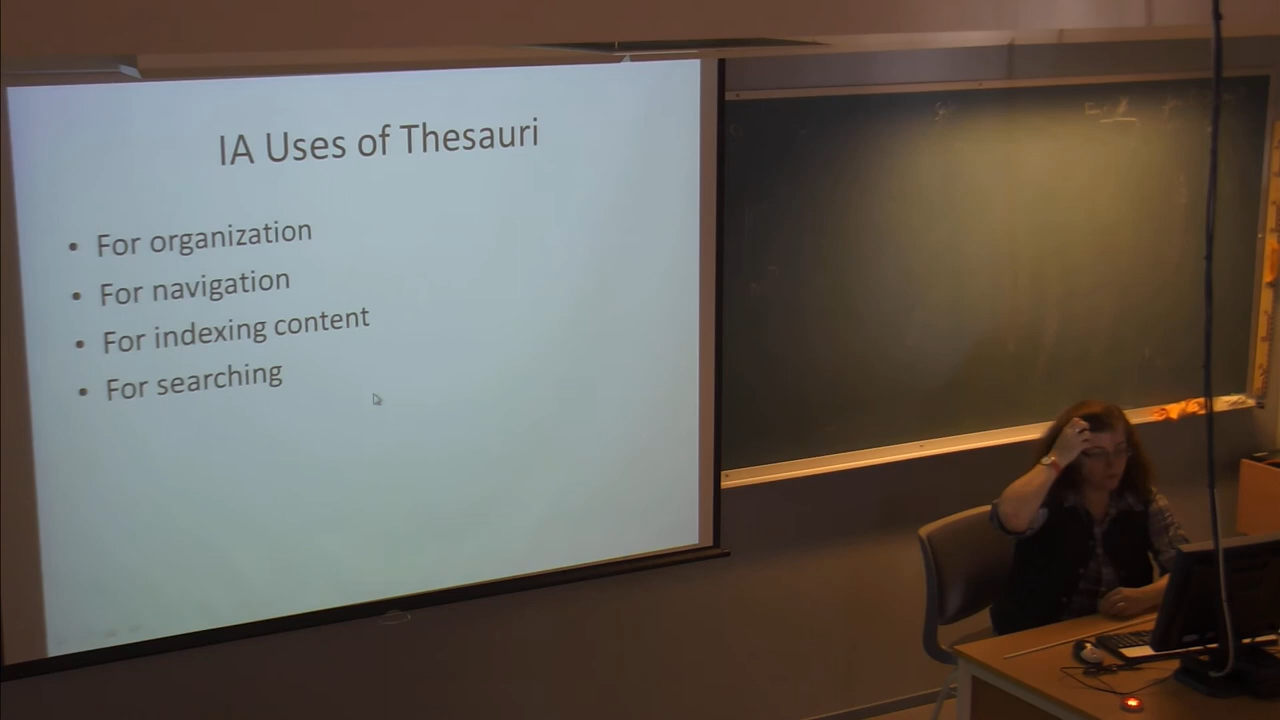 IA Uses of Thesauri
• For organization
• For navigation
• For indexing content
• For searching